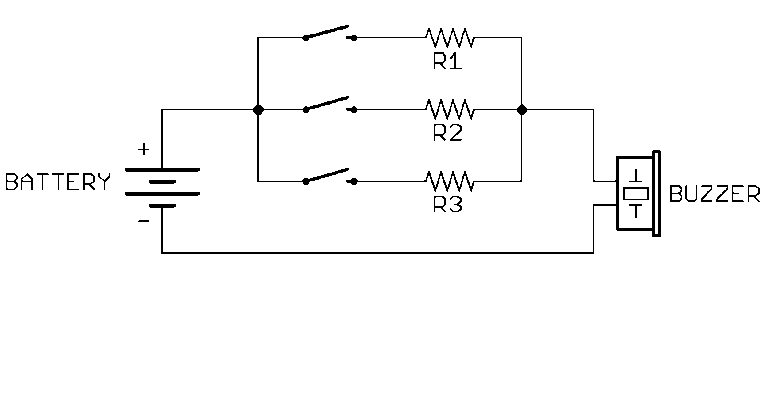 R1
R2
+
BATTERY
BUZZER
R3
-